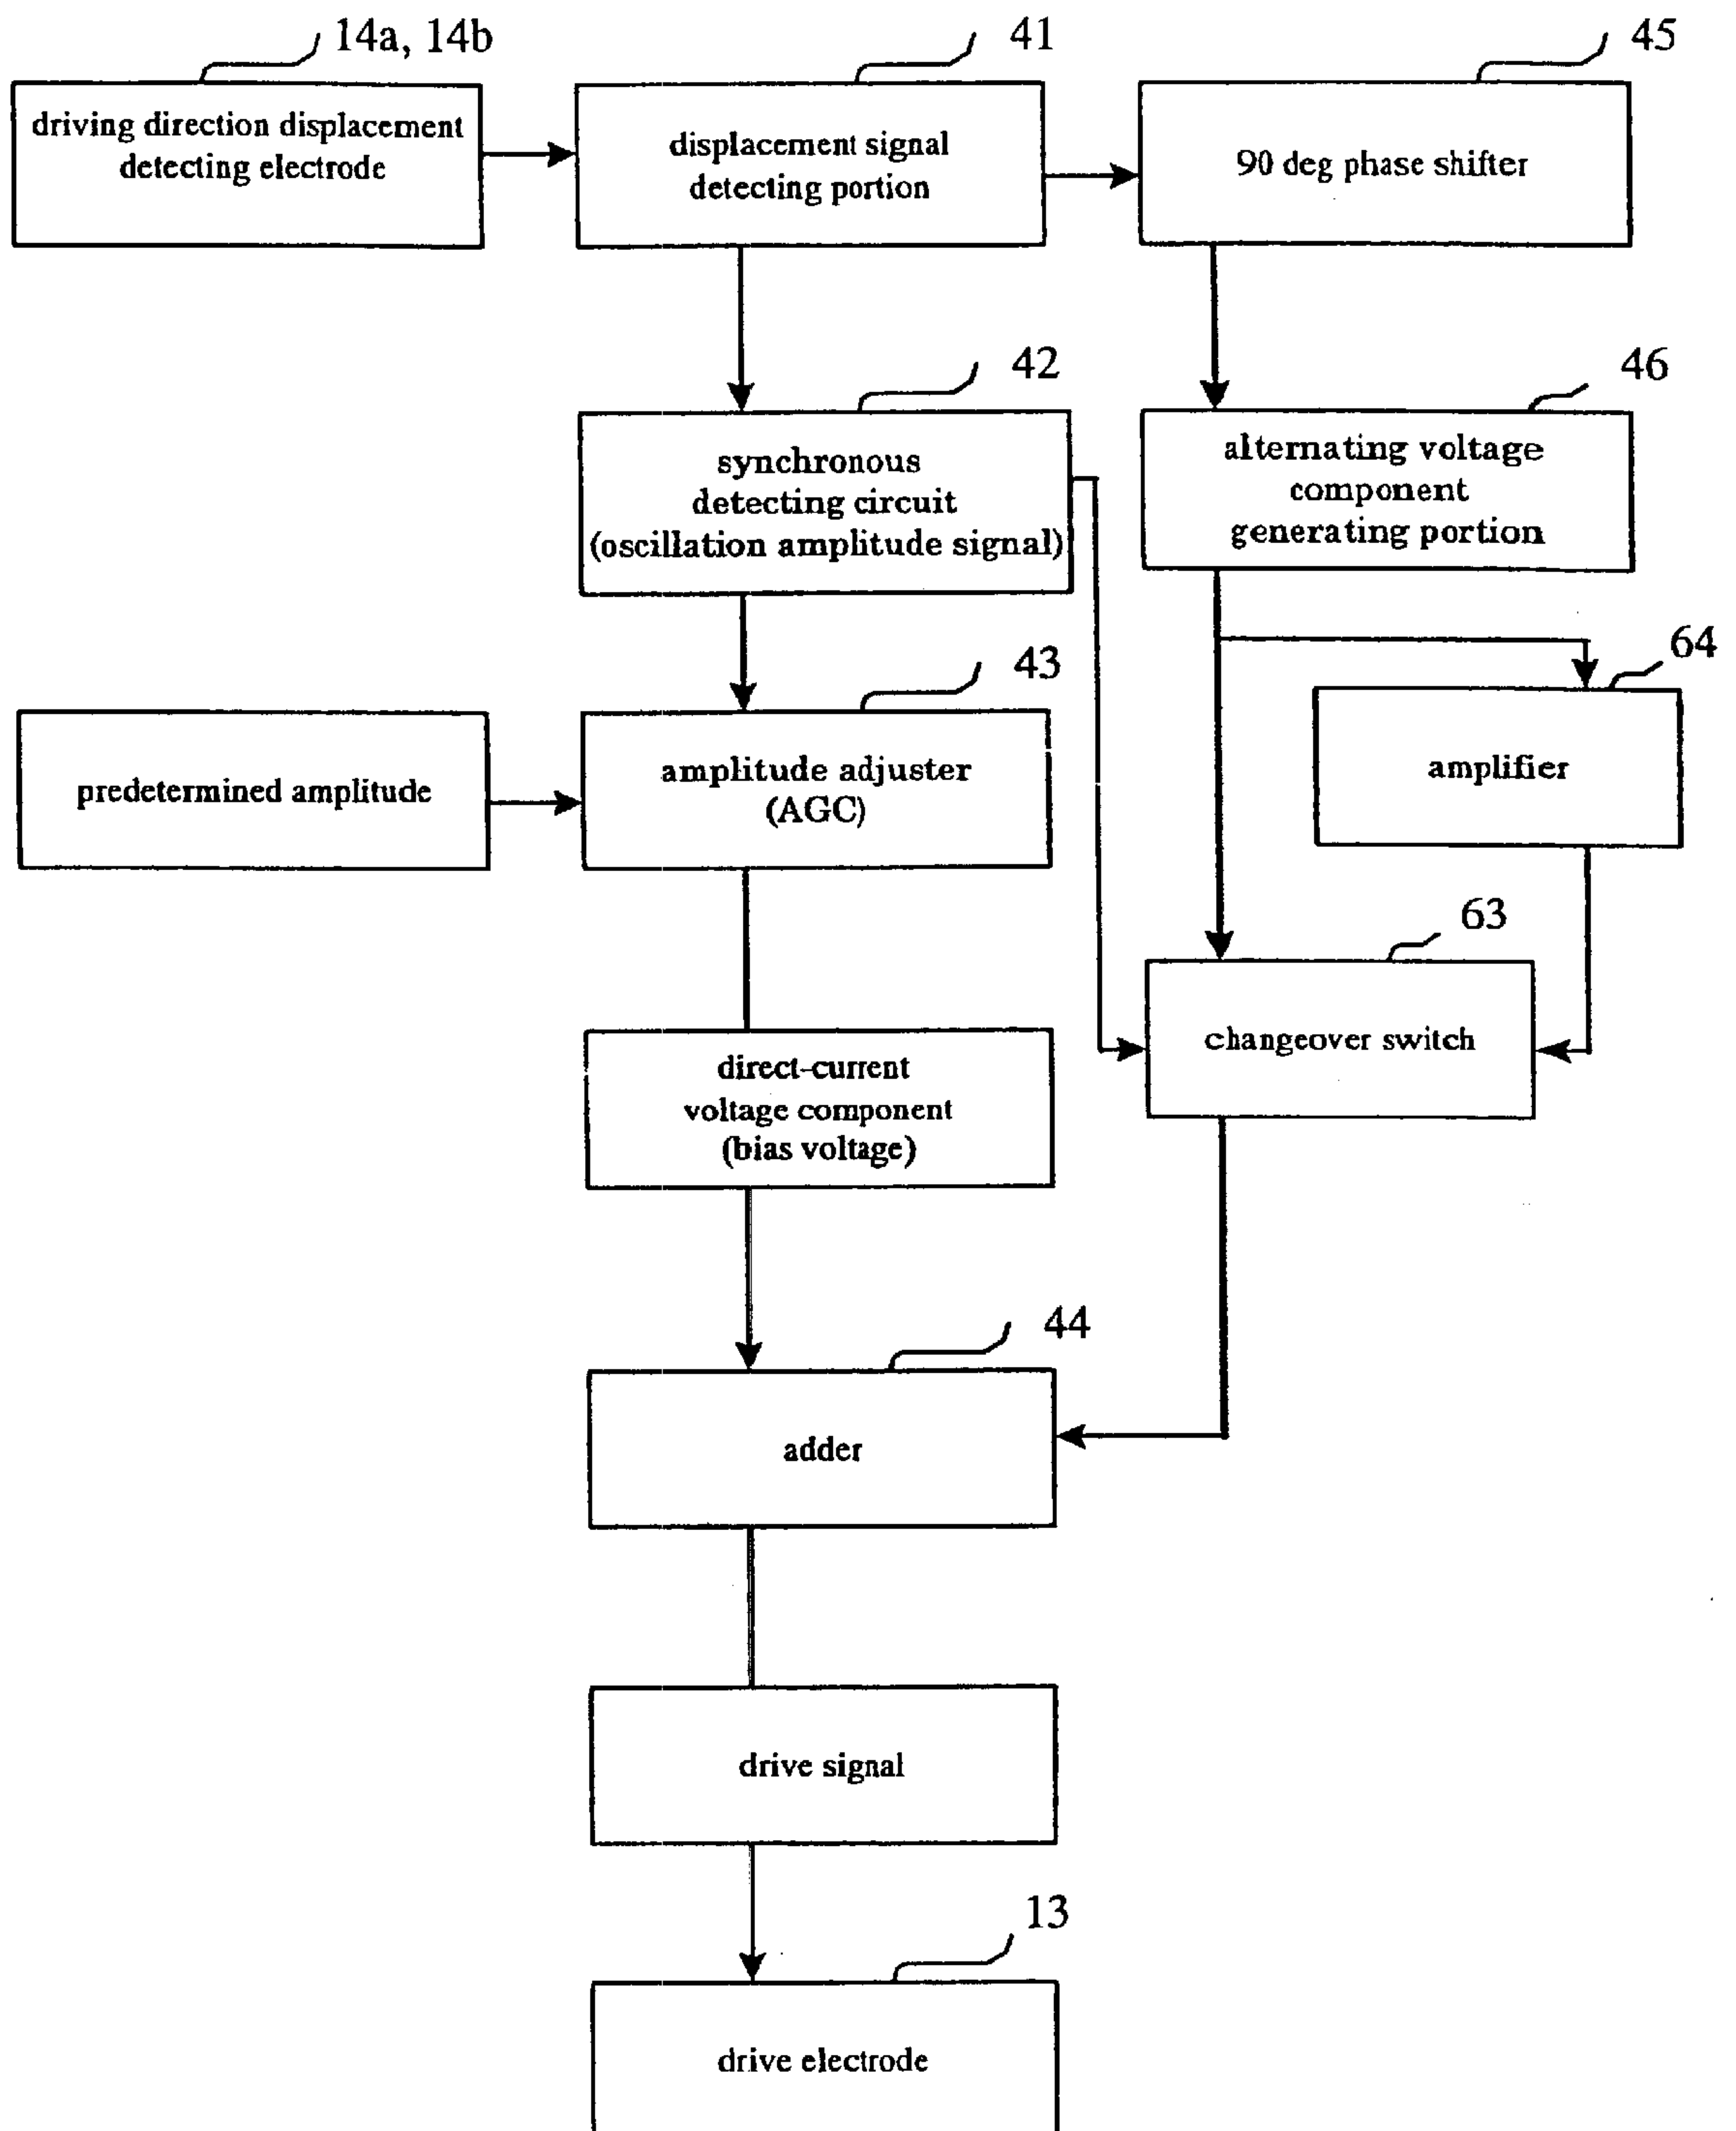 14a, 14b
driving direction displacement
detecting electrode
41
displacement signal
detecting portion
45
90 deg phase shifter
42
synchronous
detecting circuit
(oscillation amplitude signal)
46
alternating voltage
component
generating portion
64
amplifier
predetermined amplitude
43
amplitude adjuster
(AGC)
63
changeover switch
direct-current
voltage component
(bias voltage)
44
adder
drive signal
13
drive electrode